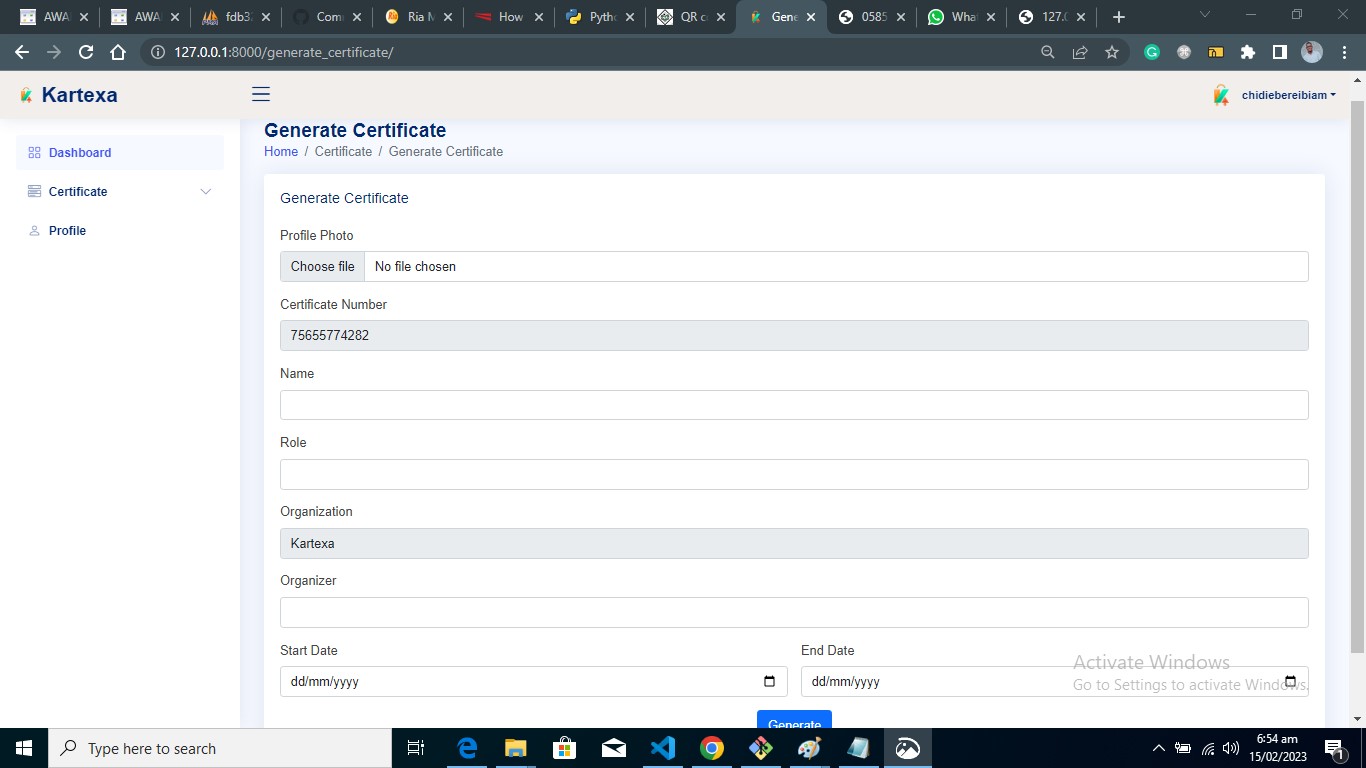 AWA
AWA
fdb3
Com
Ria M
How
Pyth
QR c
Gene
0585
Wha
127.0
127.0.0.1:8000/generate_certificate/
Kartexa
chidiebereibiam
Generate Certificate
Home / Certificate / Generate Certificate
Dashboard
Certificate
Profile
Generate Certificate
Profile Photo
Choose file No file chosen
Certificate Number
75655774282
Name
Role
Organization
Kartexa
Organizer
Start Date End Date
dd/mm/yyyy dd/mm/yyyy
Activate Windows
Go to Settings to activate Windows.
Generate
Type here to search
6:54 am
15/02/2023
1